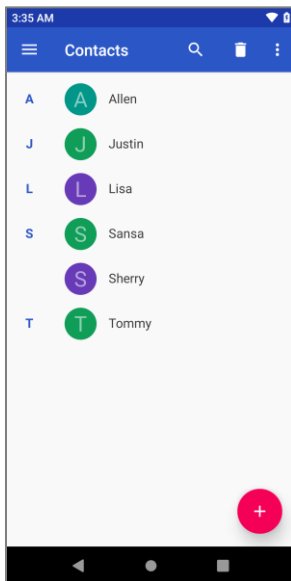 3:35 AM
Contacts
A A Allen
J J Justin
L L Lisa
S S Sansa
S Sherry
T T Tommy